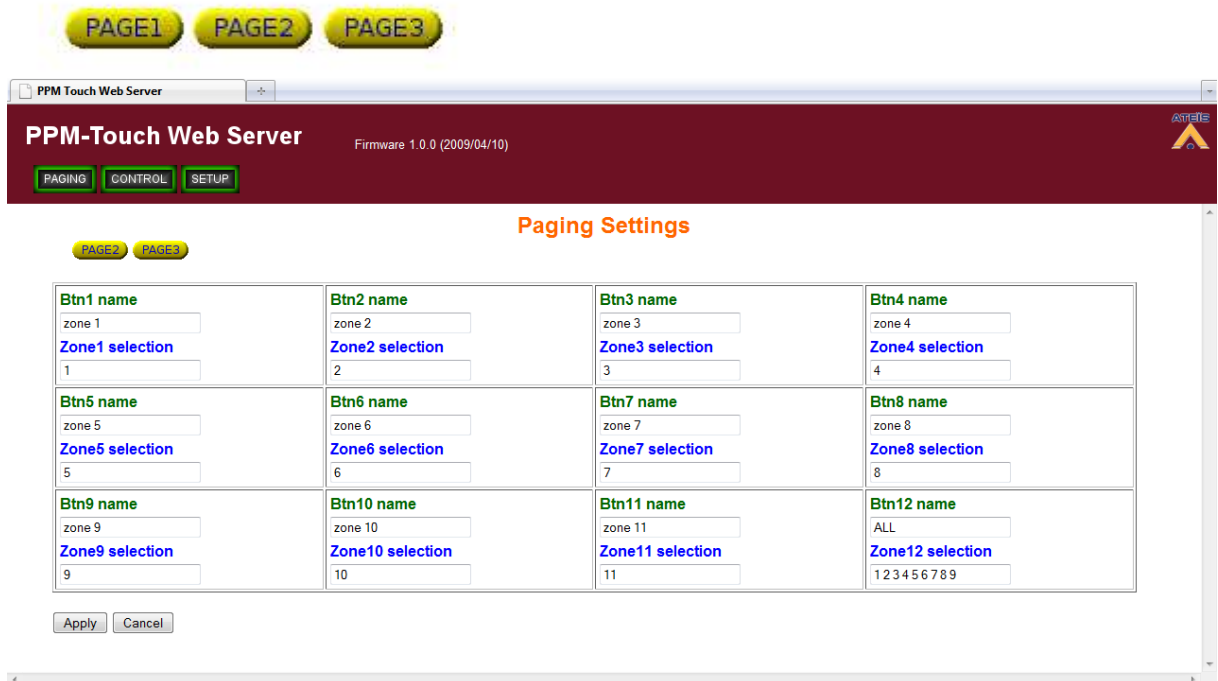 PAGE1 PAGE2 PAGE3
PPM Touch Web Server
ATEÏS
PPM-Touch Web Server Firmware 1.0.0 (2009/04/10)
PAGING CONTROL SETUP
Paging Settings
PAGE2 PAGE3
Btn1 name Btn2 name Btn3 name Btn4 name
zone 1 zone 2 zone 3 zone 4
Zone1 selection Zone2 selection Zone3 selection Zone4 selection
1 2 3 4
Btn5 name Btn6 name Btn7 name Btn8 name
zone 5 zone 6 zone 7 zone 8
Zone5 selection Zone6 selection Zone7 selection Zone8 selection
5 6 7 8
Btn9 name Btn10 name Btn11 name Btn12 name
zone 9 zone 10 zone 11 ALL
Zone9 selection Zone10 selection Zone11 selection Zone12 selection
9 10 11 1 2 3 4 5 6 7 8 9
Apply Cancel